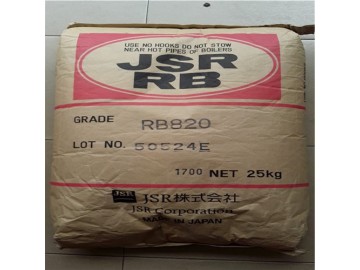 USE NO HOOKS DO NOT STOW
NEAR HOT PIPES OF BOILERS
JSR
RB
GRADE RB820
LOT NO. 50524E
1700 NET 25kg
JSR JSR株式会社
JSR Corporation
MADE IN JAPAN